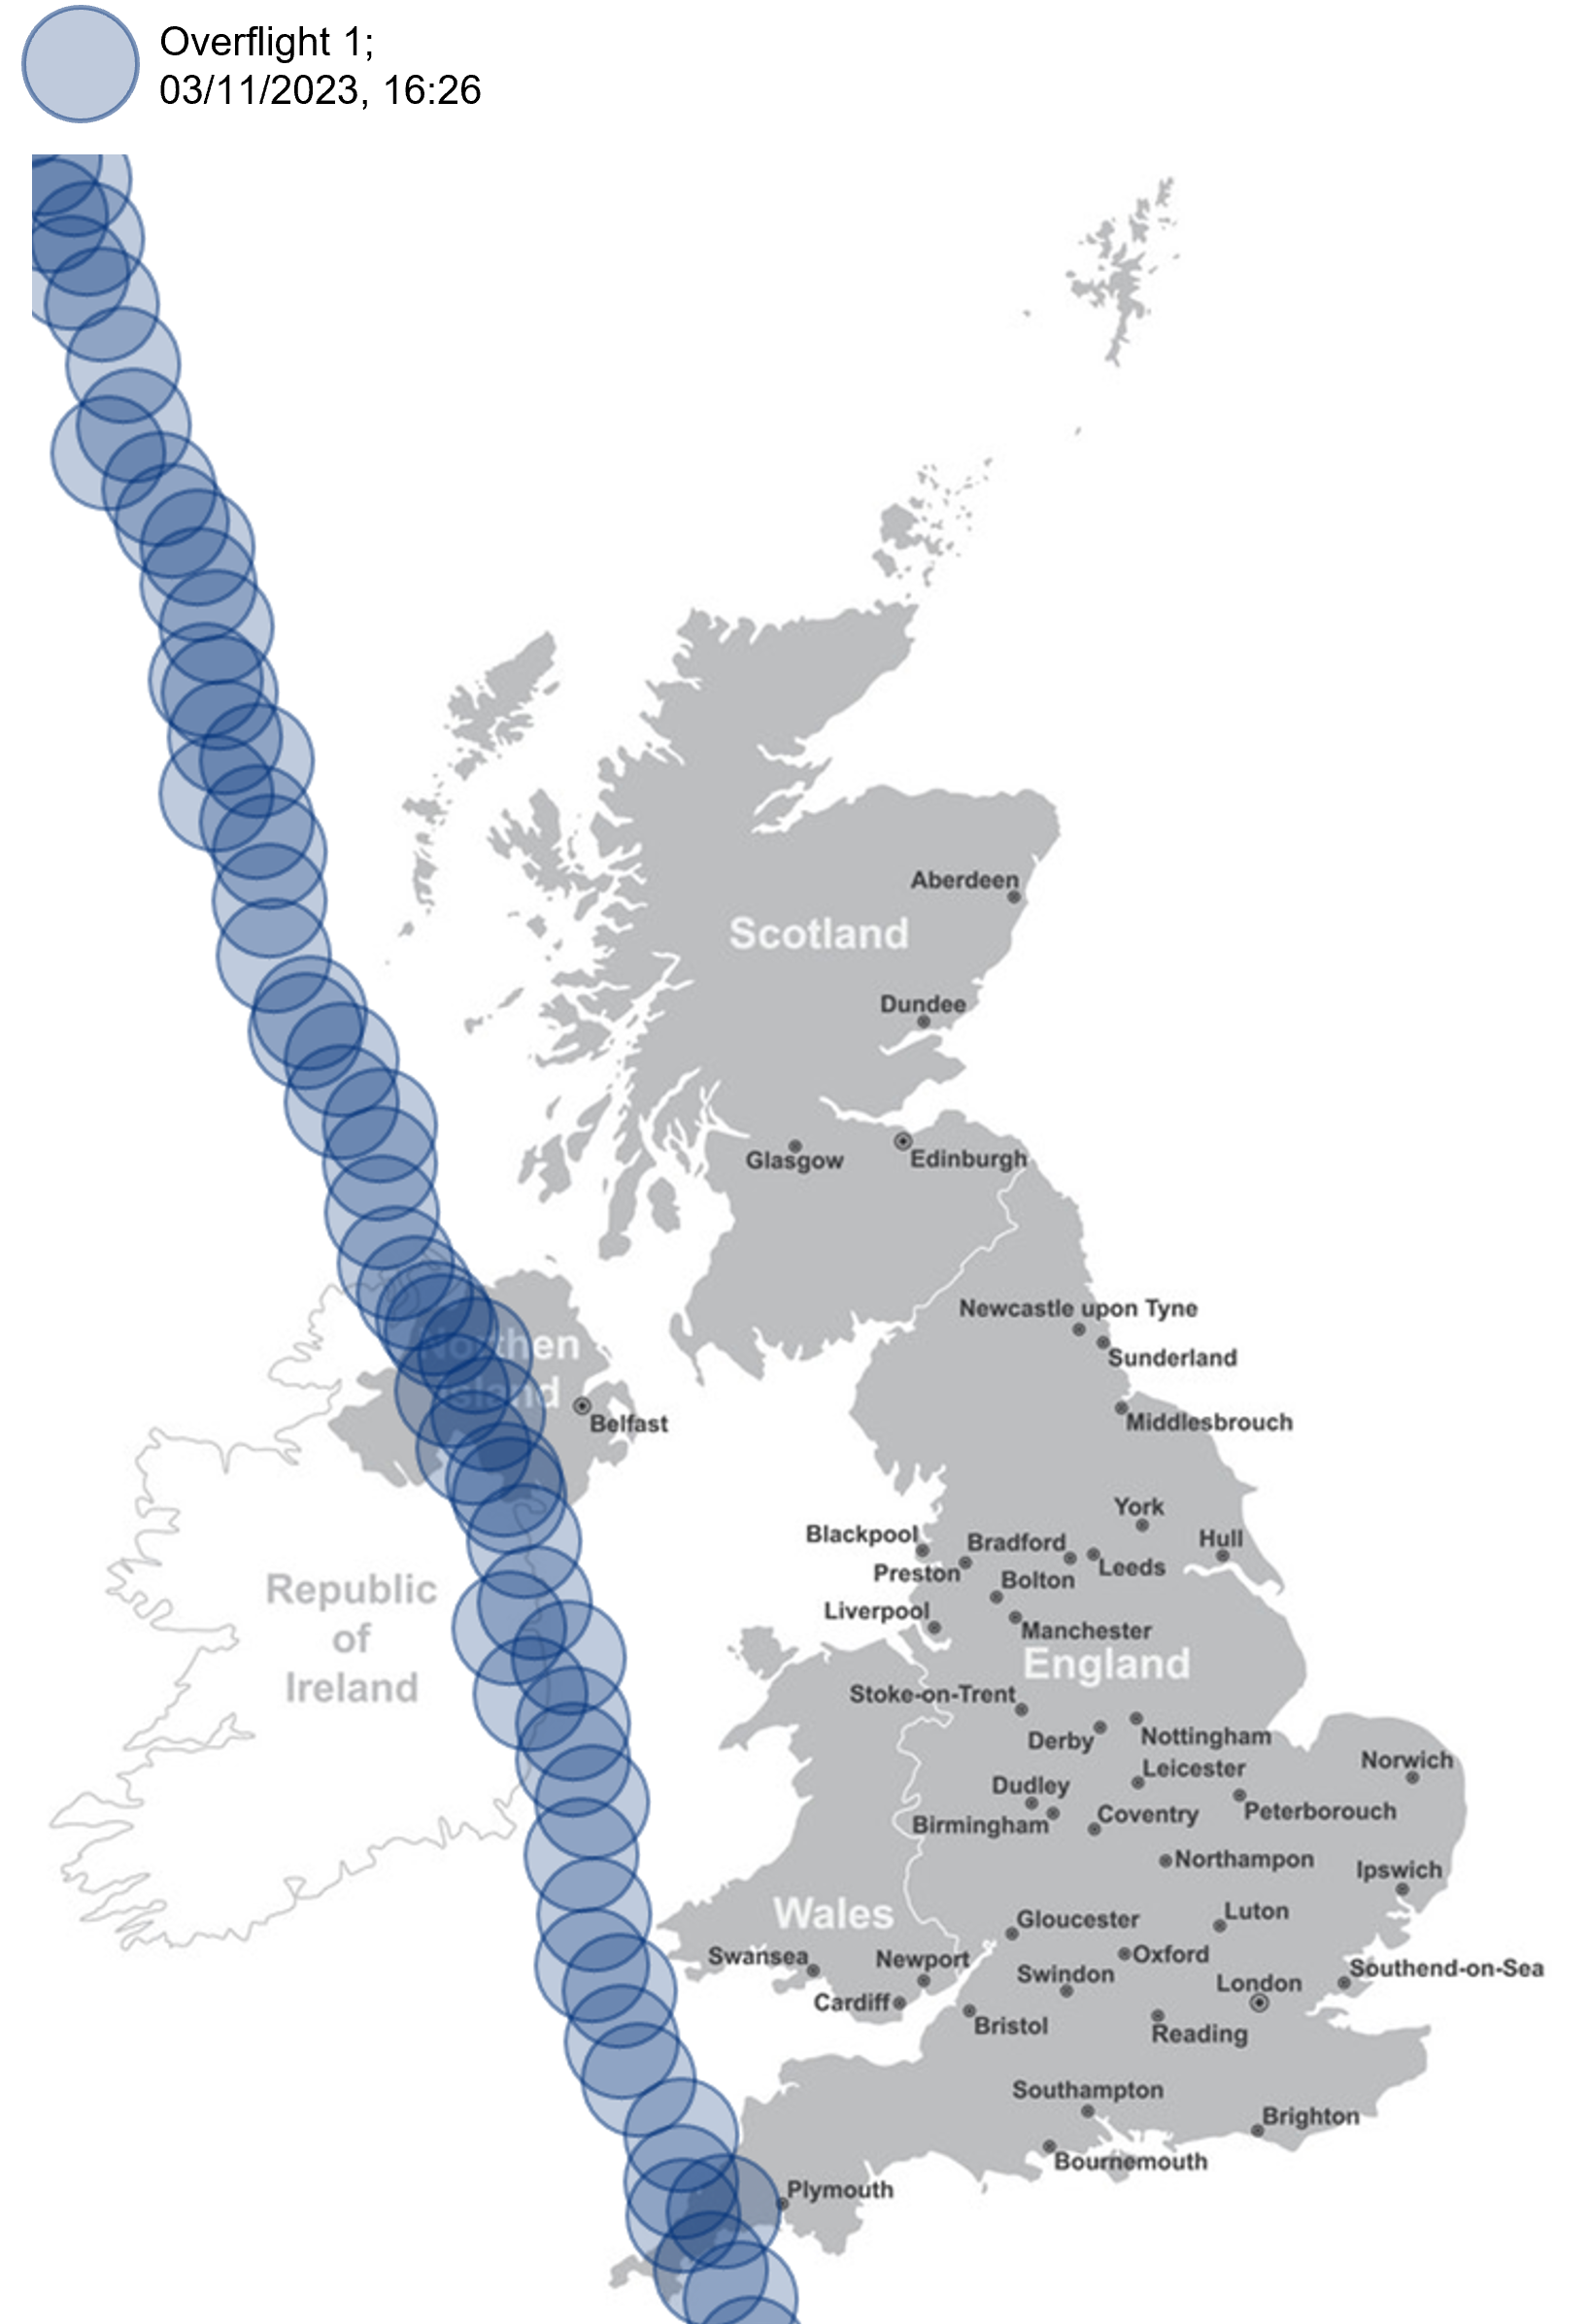 Overflight 1;
03/11/2023, 16:26
Aberdeen
Scotland
Dundee
Glasgow
Edinburgh
Newcastle upon Tyne
Sunderland
Northen
Island
Belfast
Middlesbrouch
York
Blackpool
Bradford
Hull
Preston
Leeds
Bolton
Republic
of
Ireland
Liverpool
Manchester
England
Stoke-on-Trent
Derby
Nottingham
Leicester
Norwich
Dudley
Peterborouch
Birmingham
Coventry
Northampon
Ipswich
Wales
Gloucester
Luton
Swansea
Newport
Oxford
Swindon
Southend-on-Sea
London
Cardiff
Bristol
Reading
Southampton
Brighton
Bournemouth
Plymouth